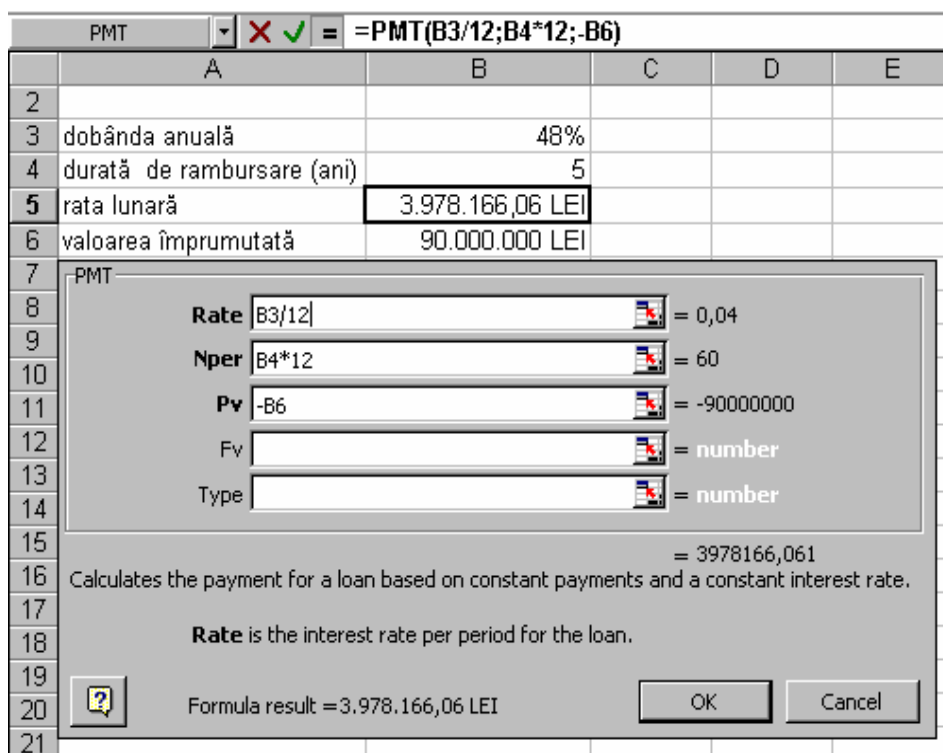 PMT =PMT(B3/12;B4*12;-B6)
A B C D E
2
3 dobânda anuală 48%
4 durată de rambursare (ani) 5
5 rata lunară 3.978.166,06 LEI
6 valoarea împrumutată 90.000.000 LEI
7 PMT
8 Rate B3/12 = 0,04
9
Nper B4*12 = 60
10
11 Pv -B6 = -90000000
12 Fv = number
13
Type = number
14
15
= 3978166,061
16 Calculates the payment for a loan based on constant payments and a constant interest rate.
17
18 Rate is the interest rate per period for the loan.
19
20 Formula result =3.978.166,06 LEI OK Cancel
21